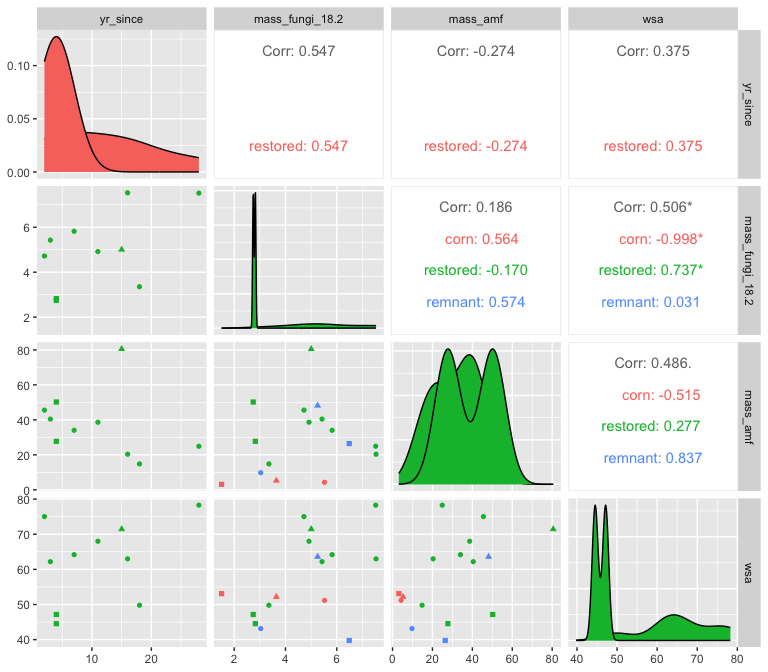 yr_since
mass_fungi_18.2
mass_amf
wsa
0.10
0.05
0.00
Corr: 0.547
restored: 0.547
Corr: -0.274
restored: -0.274
Corr: 0.375
restored: 0.375
yr_since
6
4
2
Corr: 0.186
corn: 0.564
restored: -0.170
remnant: 0.574
Corr: 0.506*
corn: -0.998*
restored: 0.737*
remnant: 0.031
mass_fungi_18.2
80
60
40
20
0
Corr: 0.486.
corn: -0.515
restored: 0.277
remnant: 0.837
mass_amf
80
70
60
50
40
wsa
10 20
2 4 6
0 20 40 60 80
40 50 60 70 80